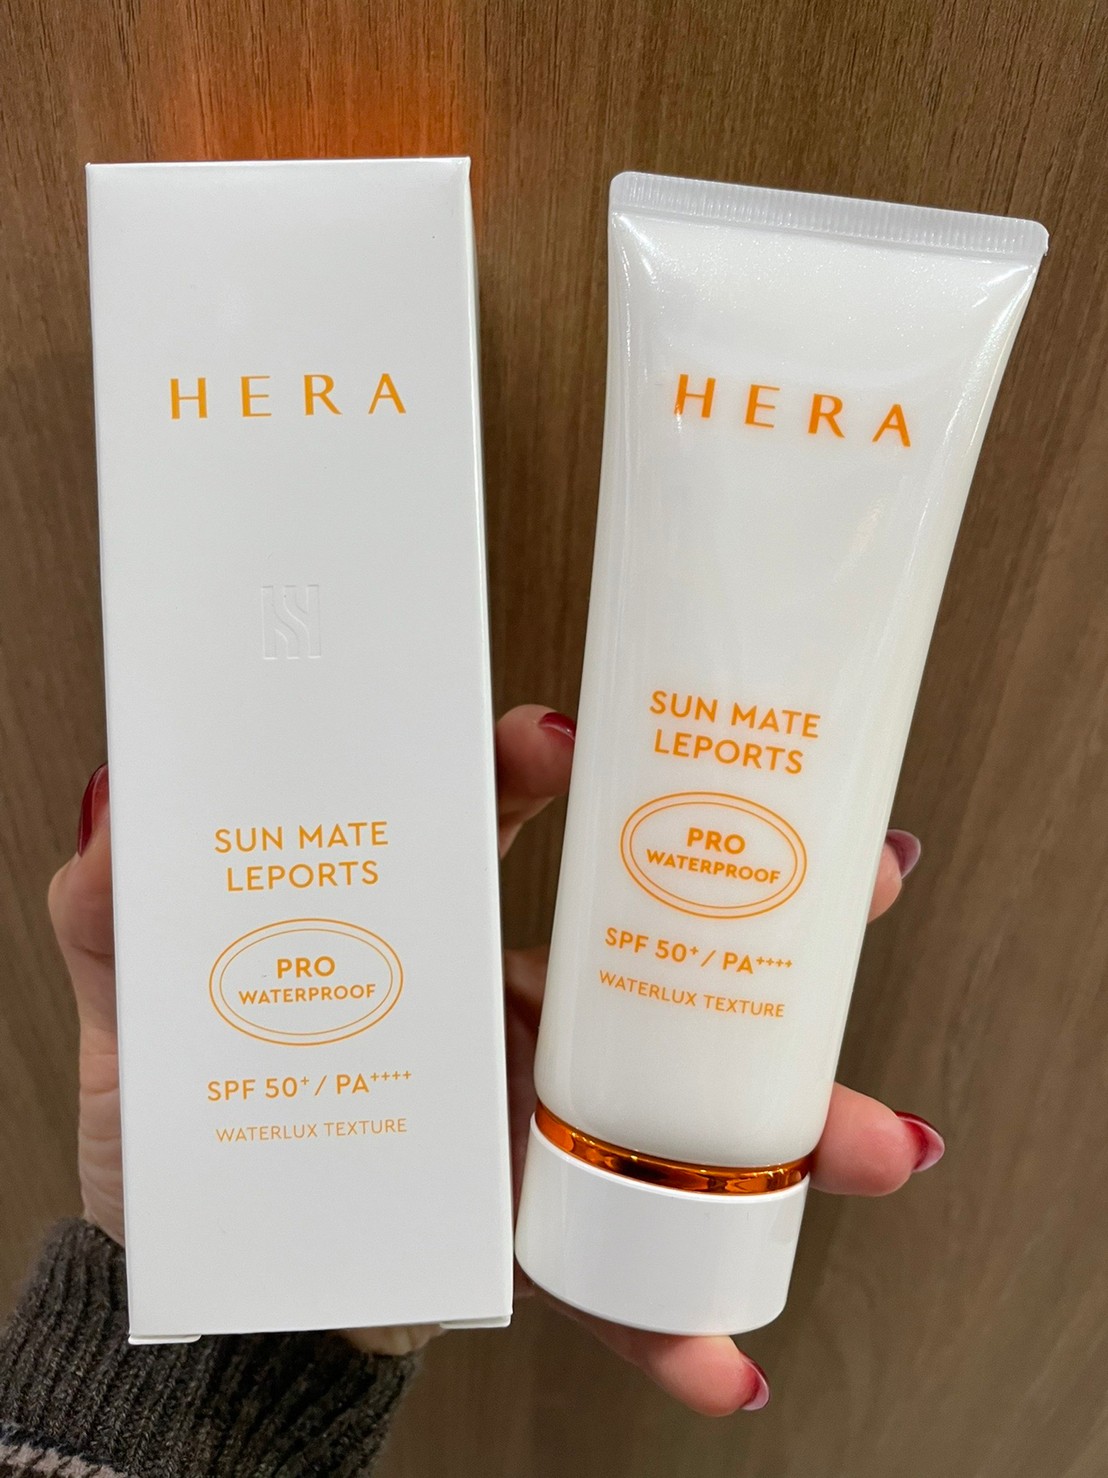 HERA
SUN MATE
LEPORTS
PRO
WATERPROOF
SPF 50⁺ / PA⁺⁺⁺⁺
WATERLUX TEXTURE
HERA
SUN MATE
LEPORTS
PRO
WATERPROOF
SPF 50⁺ / PA⁺⁺⁺⁺
WATERLUX TEXTURE